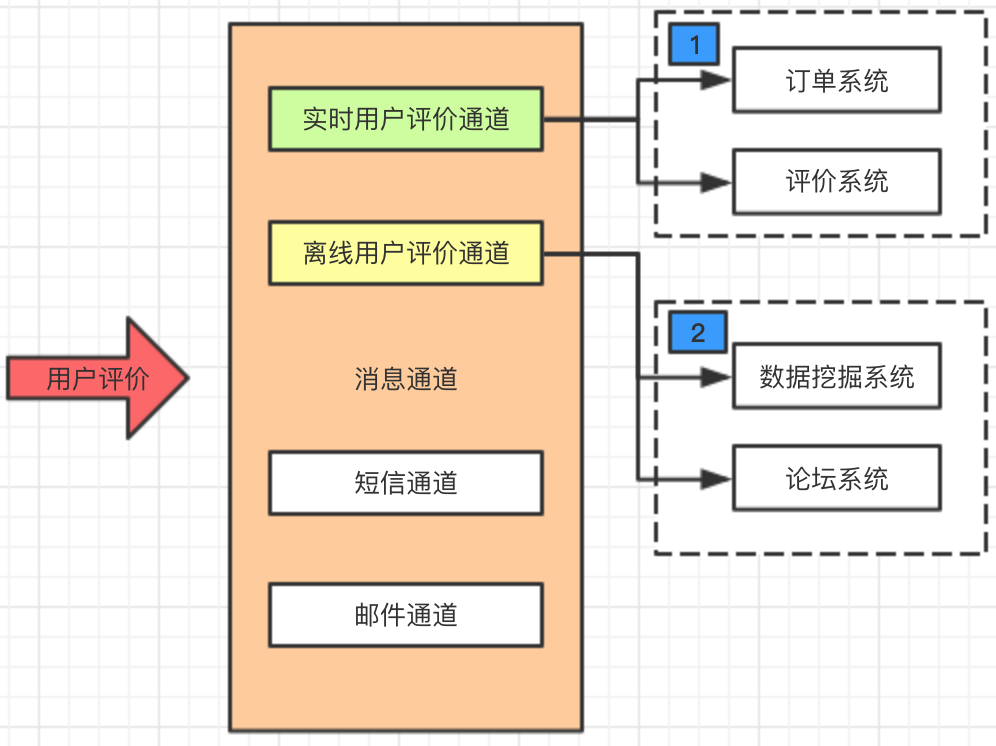 用户评价
实时用户评价通道
离线用户评价通道
消息通道
短信通道
邮件通道
1
订单系统
评价系统
2
数据挖掘系统
论坛系统